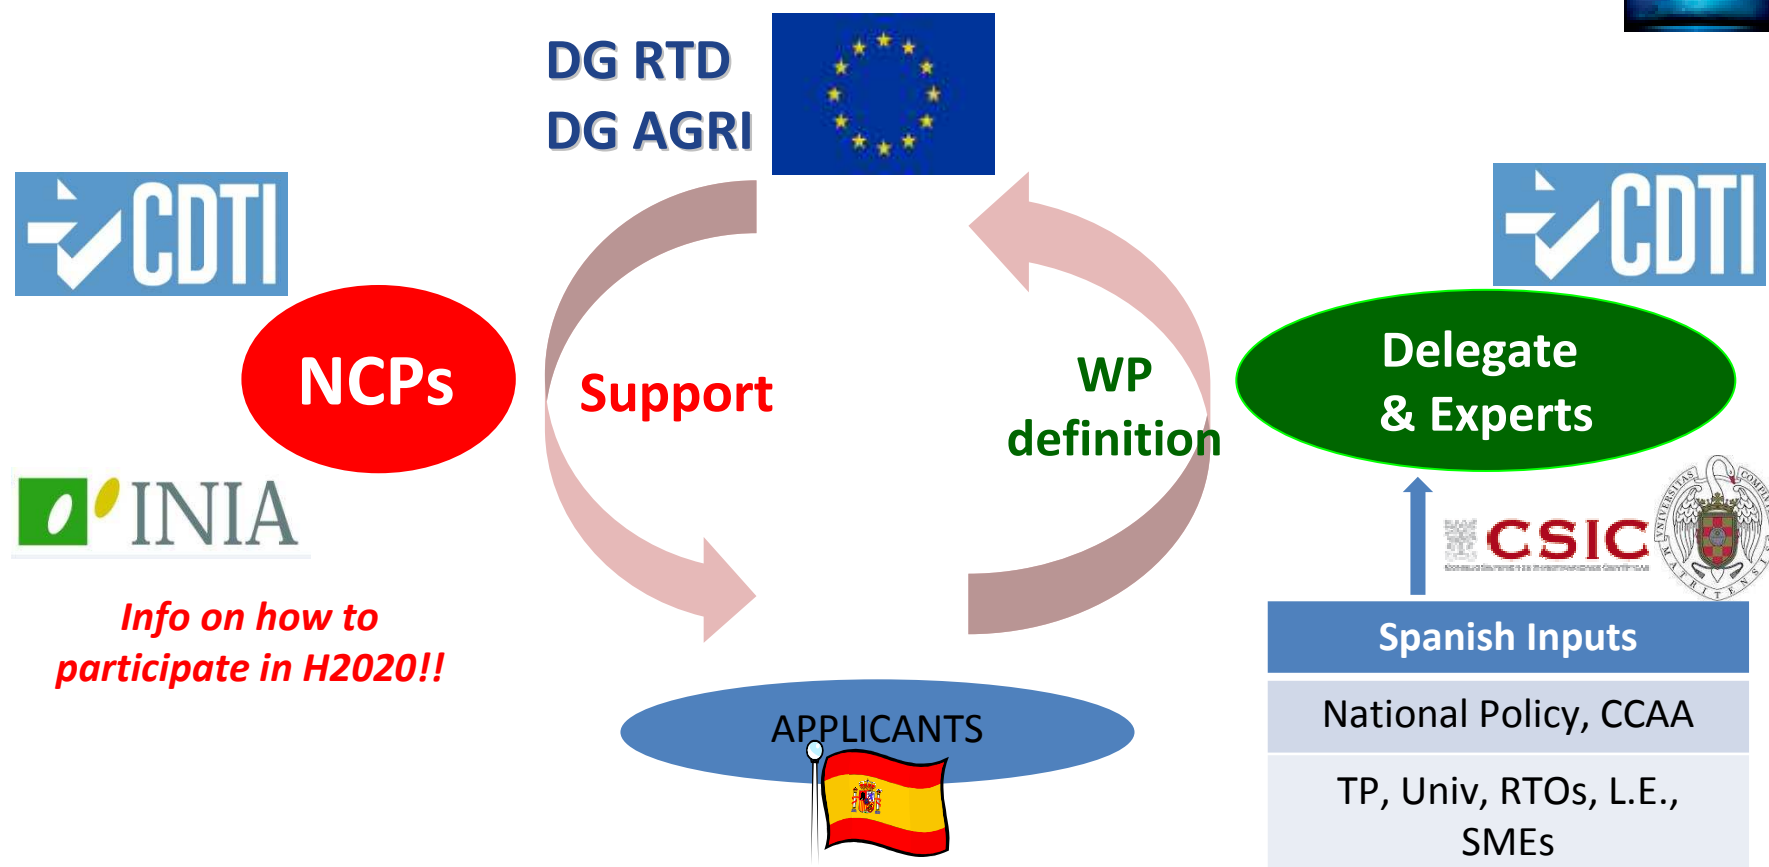 DG RTD
DG AGRI
CDTI
CDTI
NCPs
Support
WP
definition
Delegate
& Experts
INIA
CSIC
Info on how to
participate in H2020!!
Spanish Inputs
APPLICANTS
National Policy, CCAA
TP, Univ, RTOs, L.E.,
SMEs